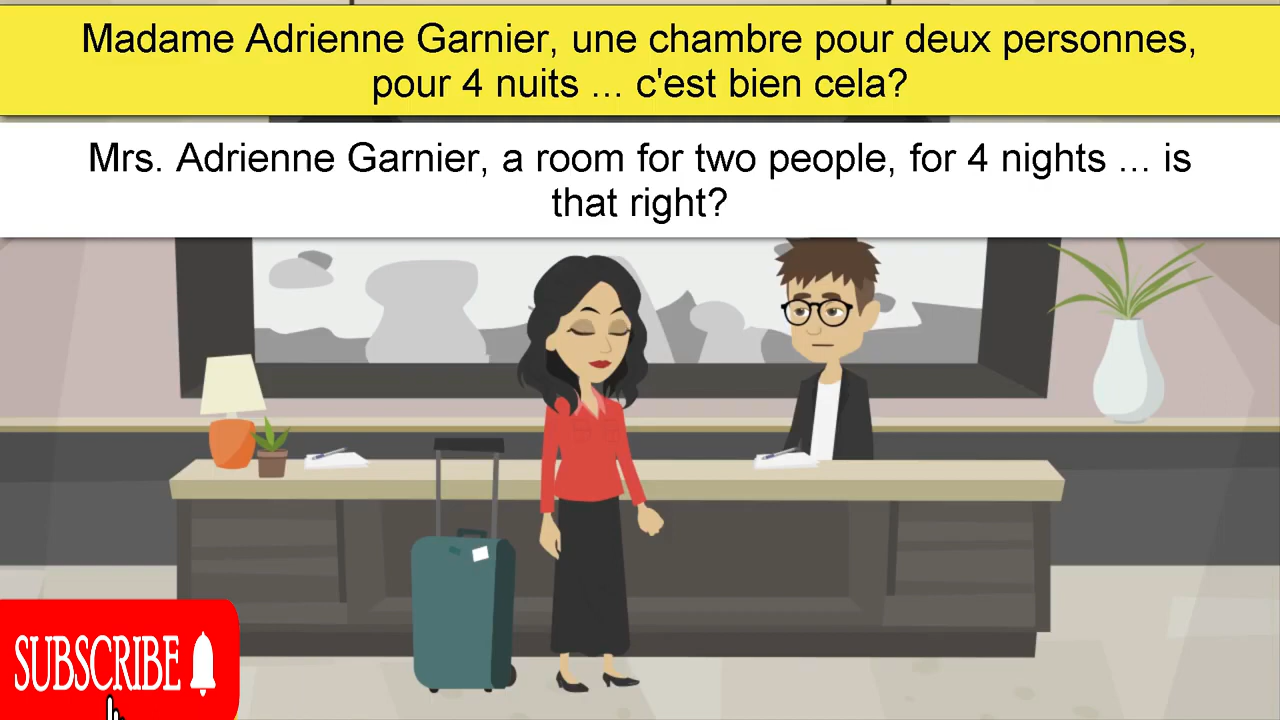 Madame Adrienne Garnier, une chambre pour deux personnes,
pour 4 nuits ... c'est bien cela?
Mrs. Adrienne Garnier, a room for two people, for 4 nights ... is
that right?
SUBSCRIBE